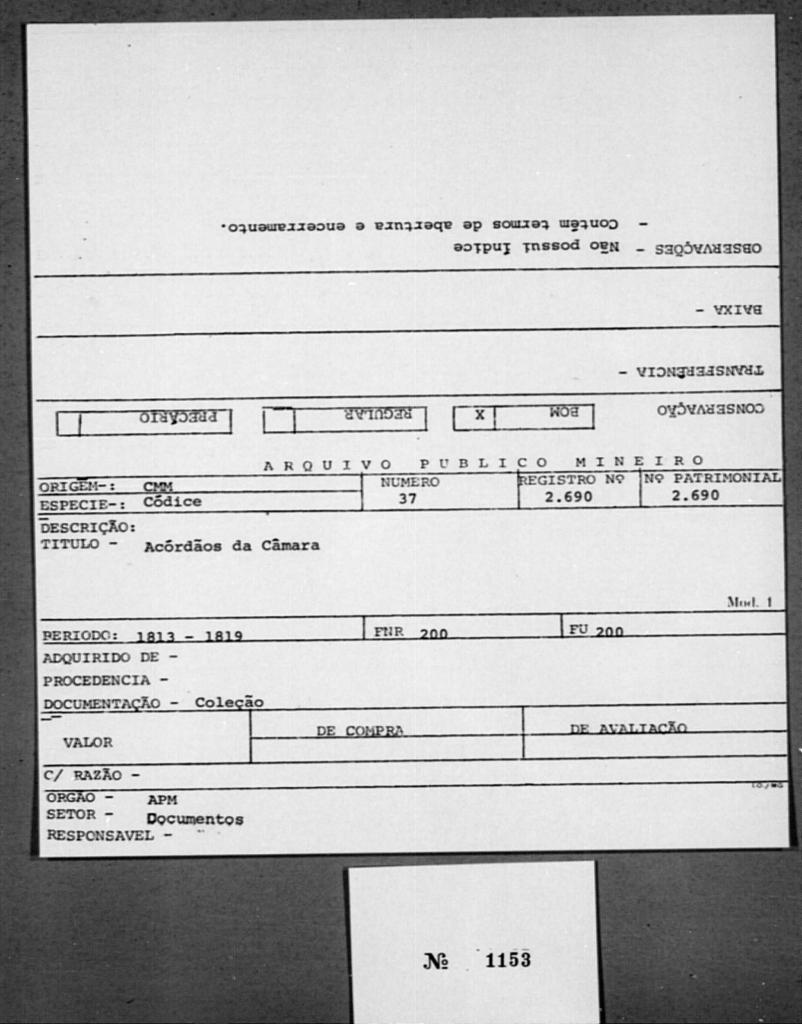 OBSERVAÇÕES - Não possui índice
- Contém termos de abertura e encerramento.
BAIXA -
TRANSFERÊNCIA -
CONSERVAÇÃO BOM X REGULAR PRECÁRIO
ARQUIVO PUBLICO MINEIRO
ORIGEM-: CMM NUMERO REGISTRO Nº Nº PATRIMONIAL
ESPECIE-: Códice 37 2.690 2.690
DESCRIÇÃO:
TITULO - Acórdãos da Câmara
Mod. 1
PERIODO: 1813 - 1819 FNR 200 FU 200
ADQUIRIDO DE -
PROCEDENCIA -
DOCUMENTAÇÃO - Coleção
VALOR DE COMPRA DE AVALIAÇÃO
C/ RAZÃO -
ORGÃO - APM
SETOR - Documentos
RESPONSAVEL -
Nº 1153